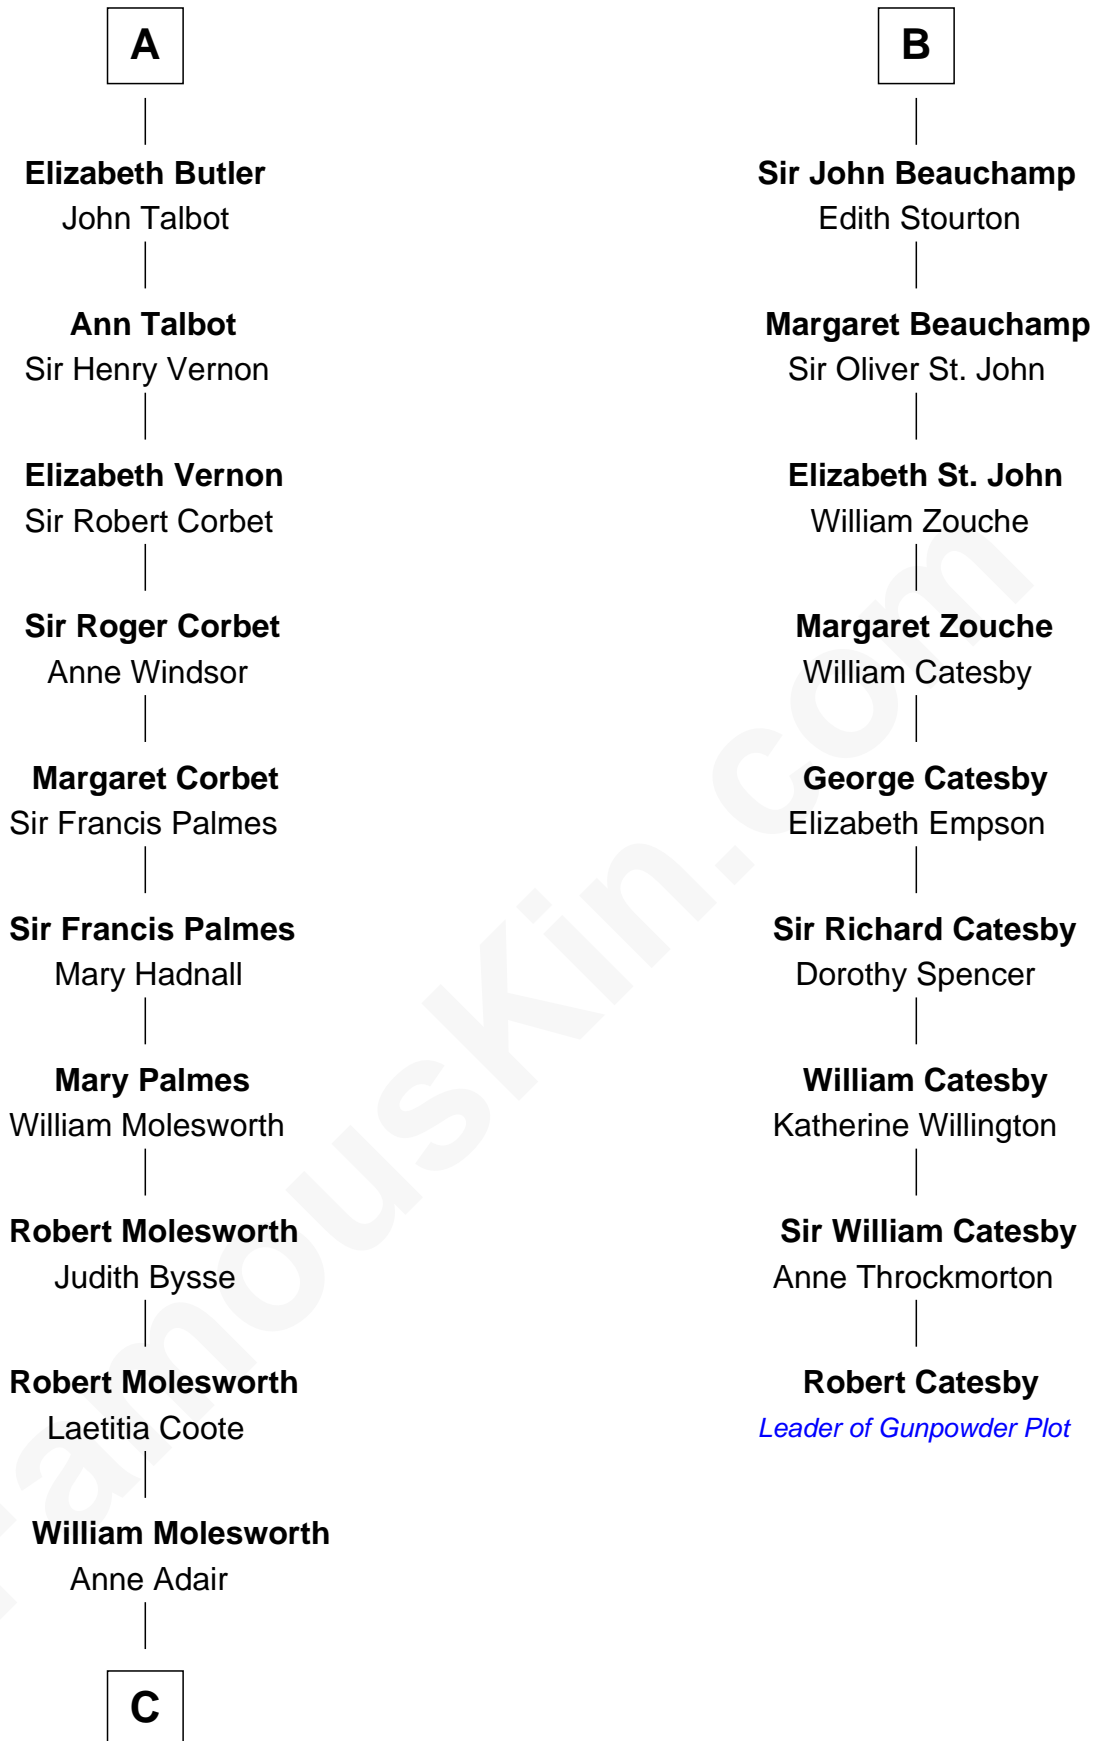 A
Elizabeth Butler
John Talbot
Ann Talbot
Sir Henry Vernon
Elizabeth Vernon
Sir Robert Corbet
Sir Roger Corbet
Anne Windsor
Margaret Corbet
Sir Francis Palmes
Sir Francis Palmes
Mary Hadnall
Mary Palmes
William Molesworth
Robert Molesworth
Judith Bysse
Robert Molesworth
Laetitia Coote
William Molesworth
Anne Adair
C
B
Sir John Beauchamp
Edith Stourton
Margaret Beauchamp
Sir Oliver St. John
Elizabeth St. John
William Zouche
Margaret Zouche
William Catesby
George Catesby
Elizabeth Empson
Sir Richard Catesby
Dorothy Spencer
William Catesby
Katherine Willington
Sir William Catesby
Anne Throckmorton
Robert Catesby
Leader of Gunpowder Plot
FamousKin.com